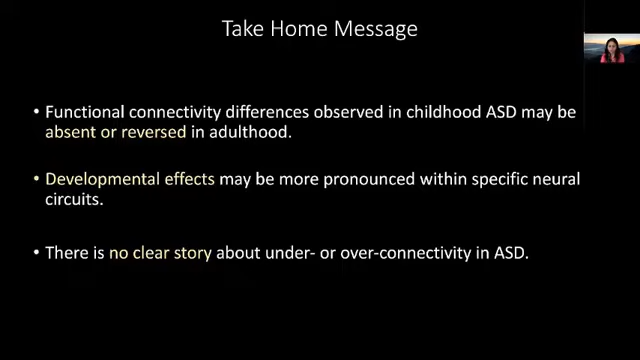 Take Home Message
• Functional connectivity differences observed in childhood ASD may be
absent or reversed in adulthood.
• Developmental effects may be more pronounced within specific neural
circuits.
• There is no clear story about under- or over-connectivity in ASD.